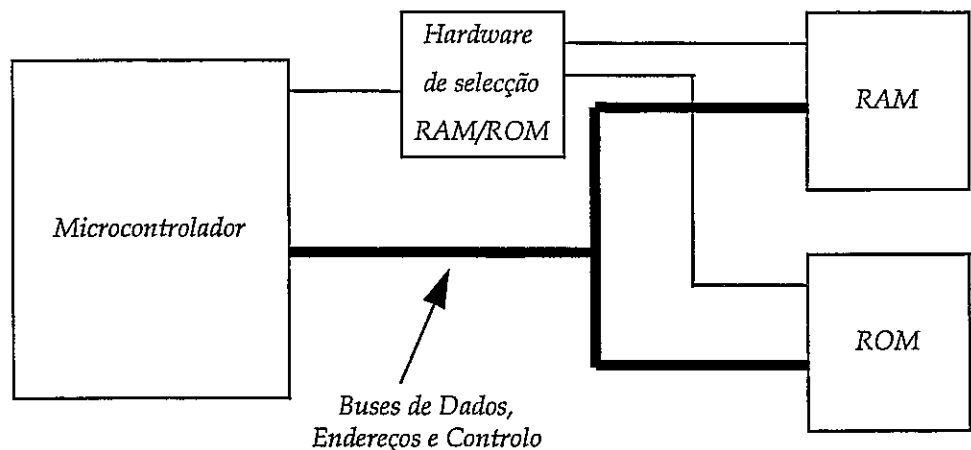 Hardware
de selecção
RAM/ROM
RAM
Microcontrolador
ROM
Buses de Dados,
Endereços e Controlo